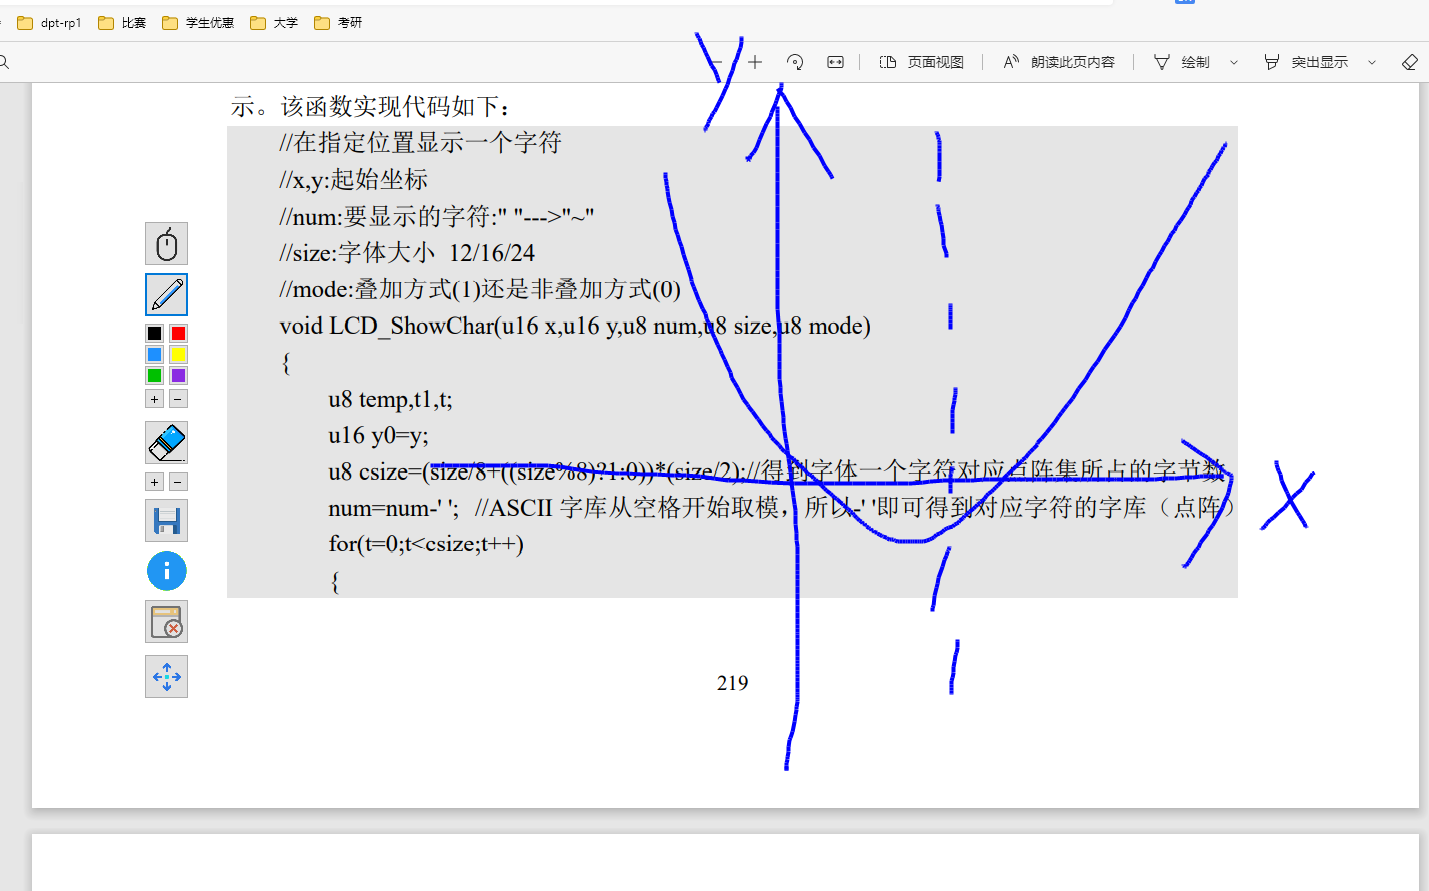 dpt-rp1 比赛 学生优惠 大学 考研
页面视图 A 朗读此页内容 绘制 突出显示
y
示。该函数实现代码如下：
//在指定位置显示一个字符
//x,y:起始坐标
//num:要显示的字符:" "--->"~"
//size:字体大小 12/16/24
//mode:叠加方式(1)还是非叠加方式(0)
void LCD_ShowChar(u16 x,u16 y,u8 num,u8 size,u8 mode)
{
u8 temp,t1,t;
u16 y0=y;
u8 csize=(size/8+((size%8)?1:0))*(size/2);//得到字体一个字符对应点阵集所占的字节数
X
num=num-' '; //ASCII 字库从空格开始取模，所以-' '即可得到对应字符的字库（点阵）
for(t=0;t<csize;t++)
{
219